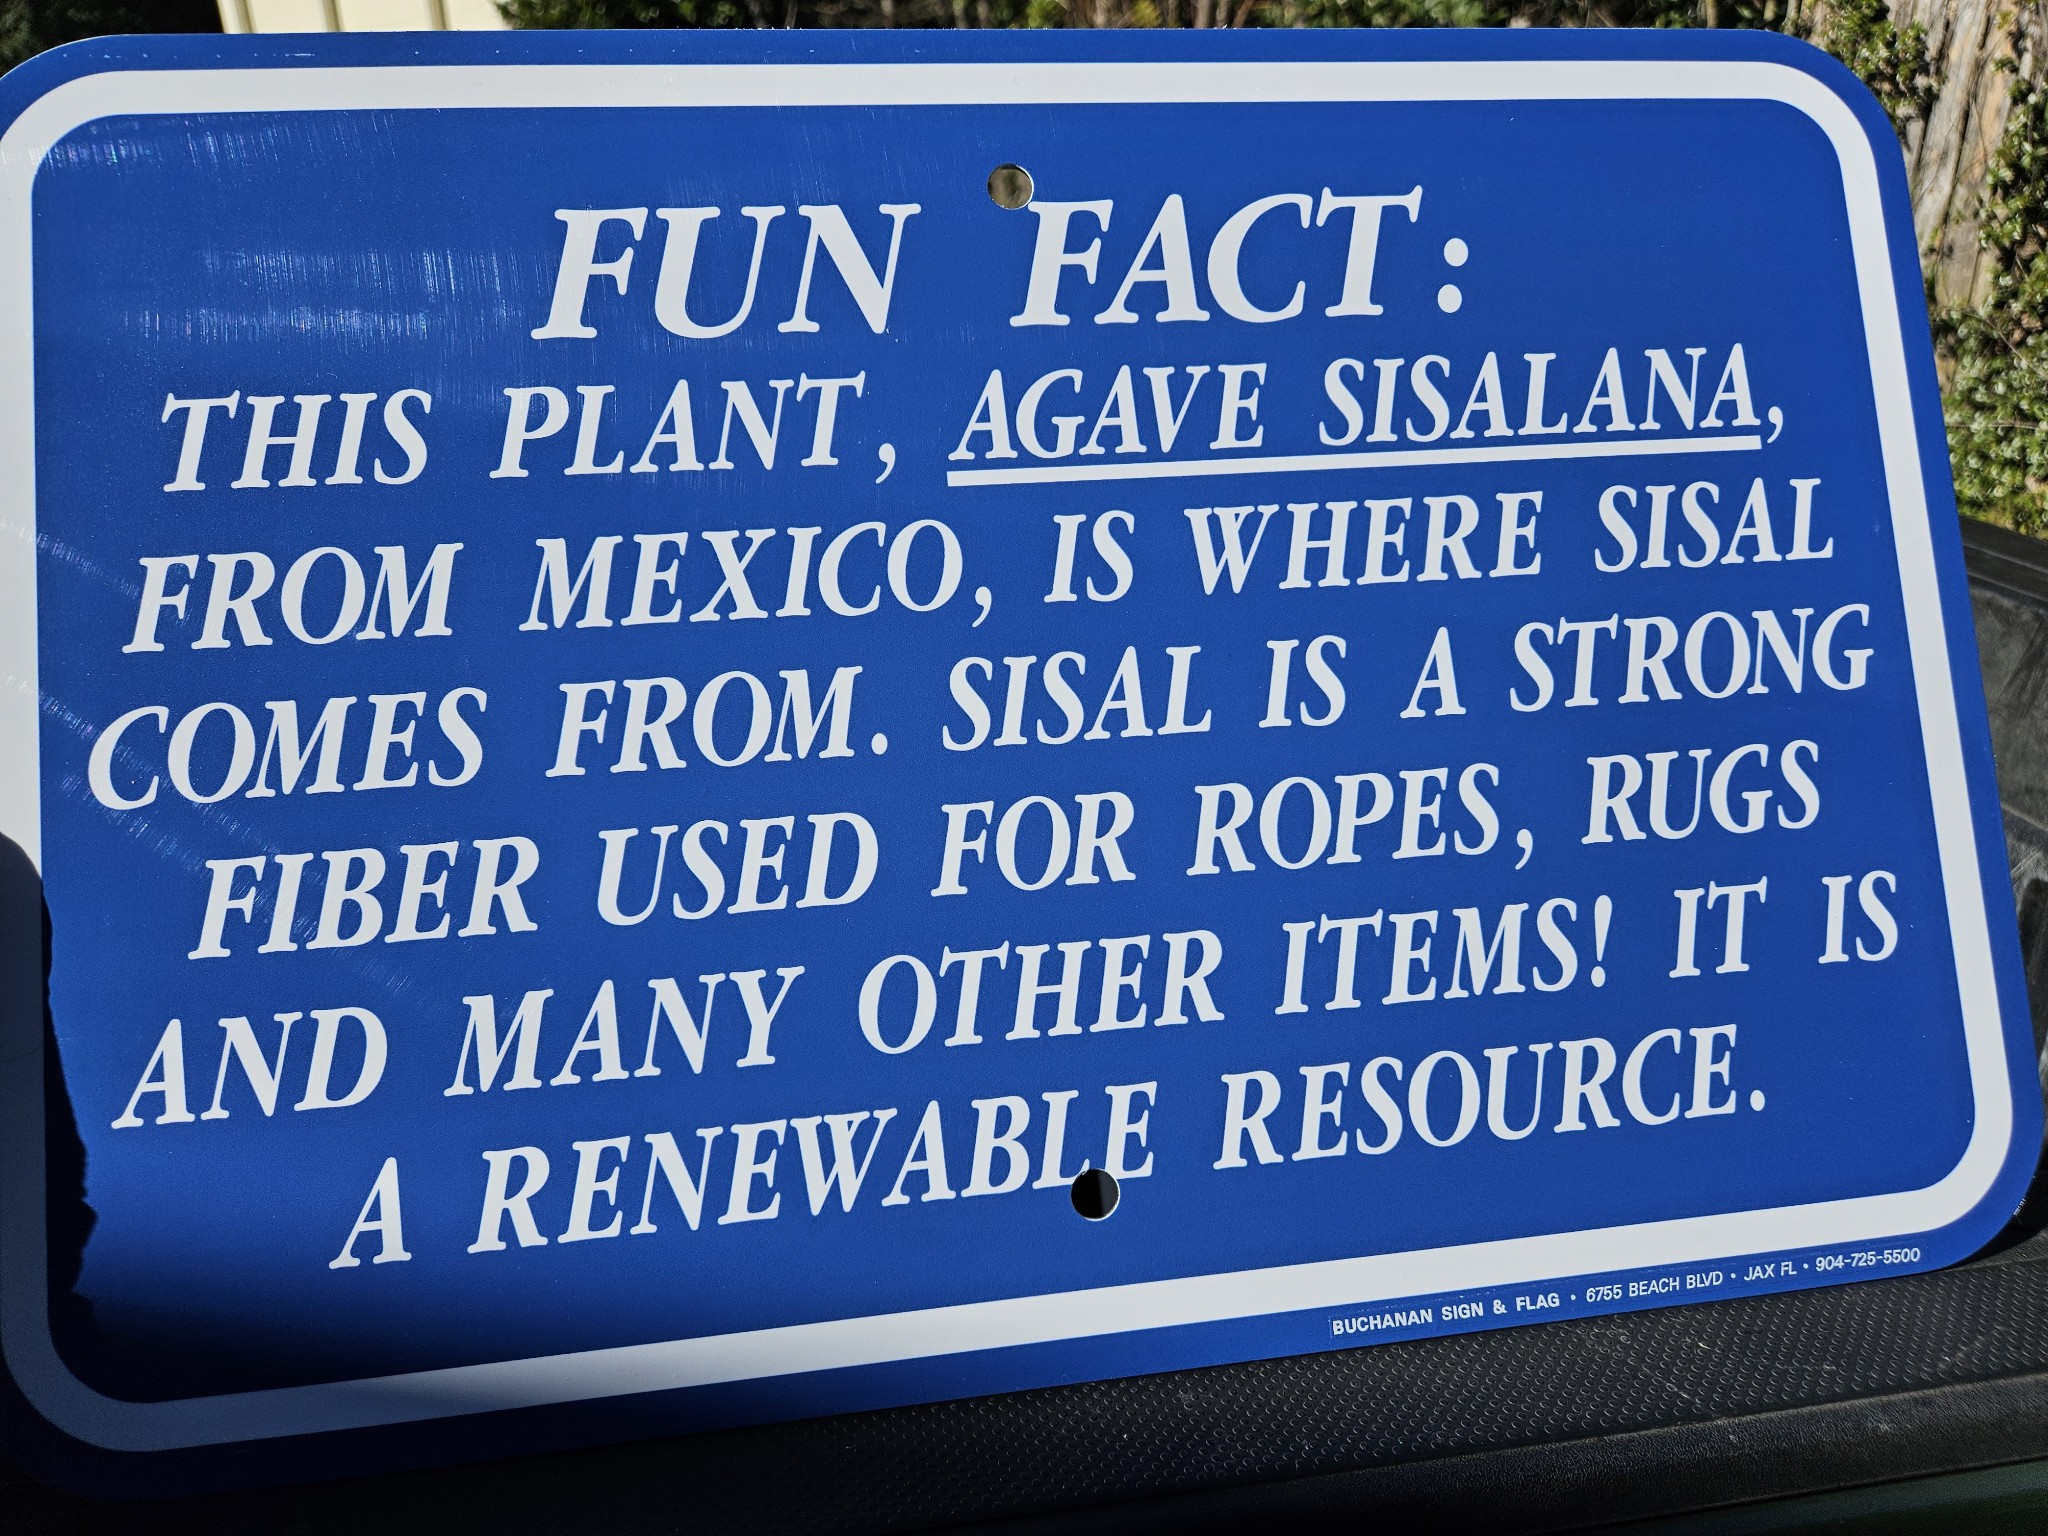 FUN FACT:
THIS PLANT, AGAVE SISALANA,
FROM MEXICO, IS WHERE SISAL
COMES FROM. SISAL IS A STRONG
FIBER USED FOR ROPES, RUGS
AND MANY OTHER ITEMS! IT IS
A RENEWABLE RESOURCE.
BUCHANAN SIGN & FLAG • 6755 BEACH BLVD • JAX FL • 904-725-5500